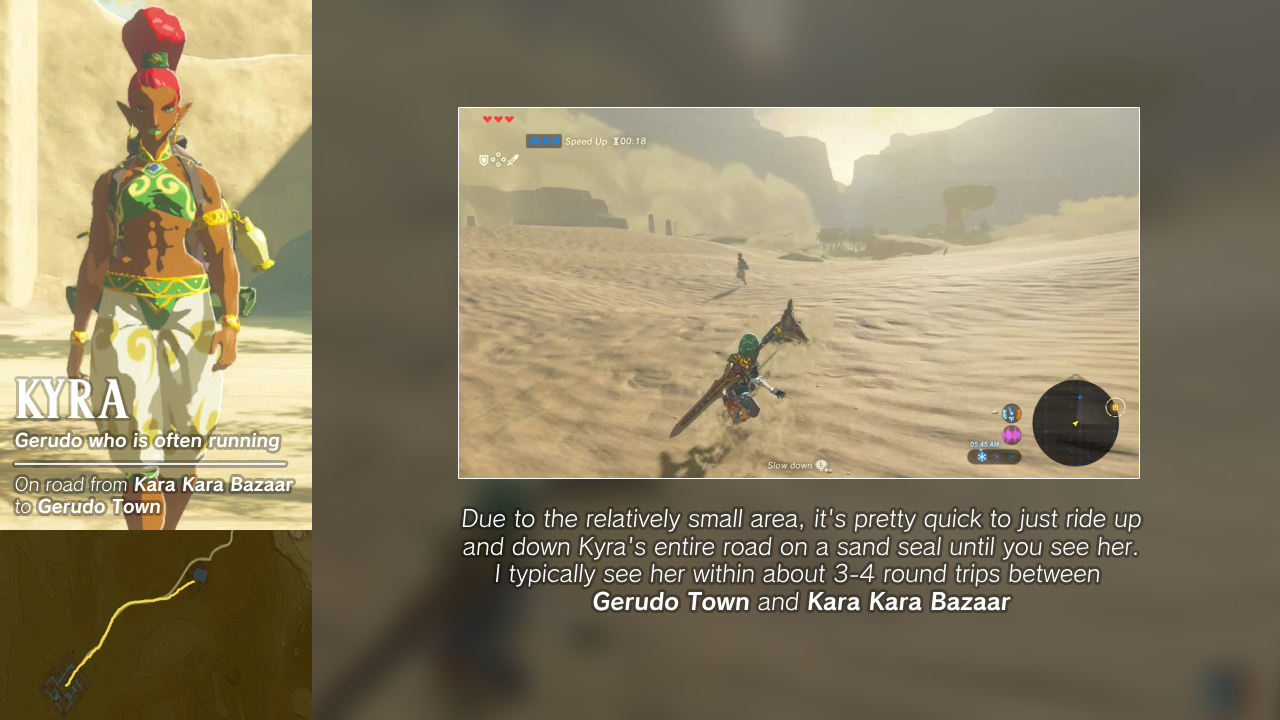 KYRA
Gerudo who is often running
On road from Kara Kara Bazaar
to Gerudo Town
Speed Up 00:18
05:45 AM
Slow down
Due to the relatively small area, it's pretty quick to just ride up
and down Kyra's entire road on a sand seal until you see her.
I typically see her within about 3-4 round trips between
Gerudo Town and Kara Kara Bazaar